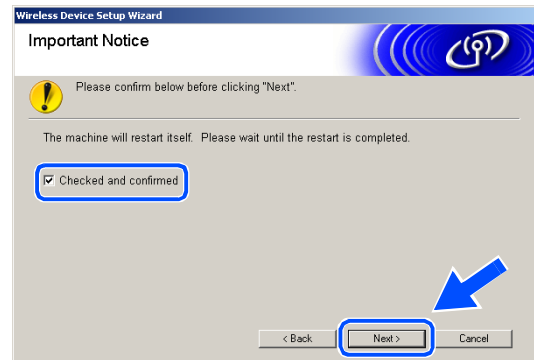 Wireless Device Setup Wizard
Important Notice
Please confirm below before clicking "Next".
The machine will restart itself. Please wait until the restart is completed.
Checked and confirmed
< Back
Next >
Cancel